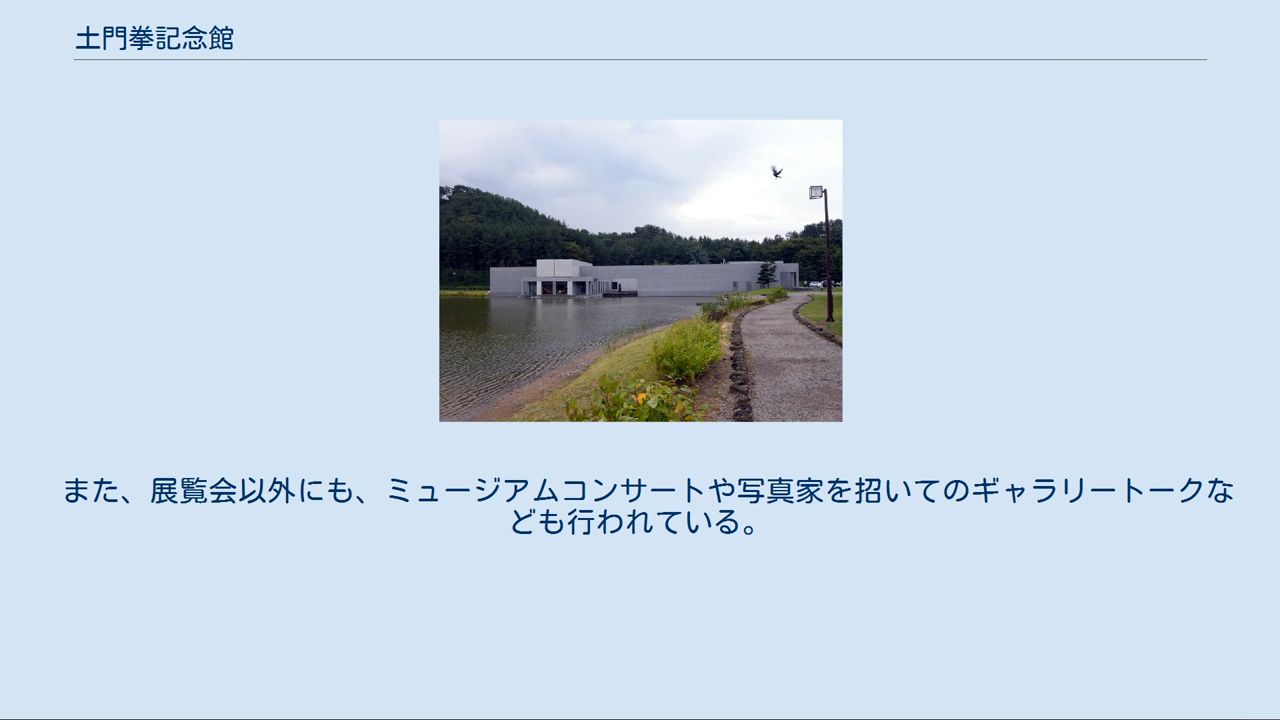 土門拳記念館
また、展覧会以外にも、ミュージアムコンサートや写真家を招いてのギャラリートークな
ども行われている。